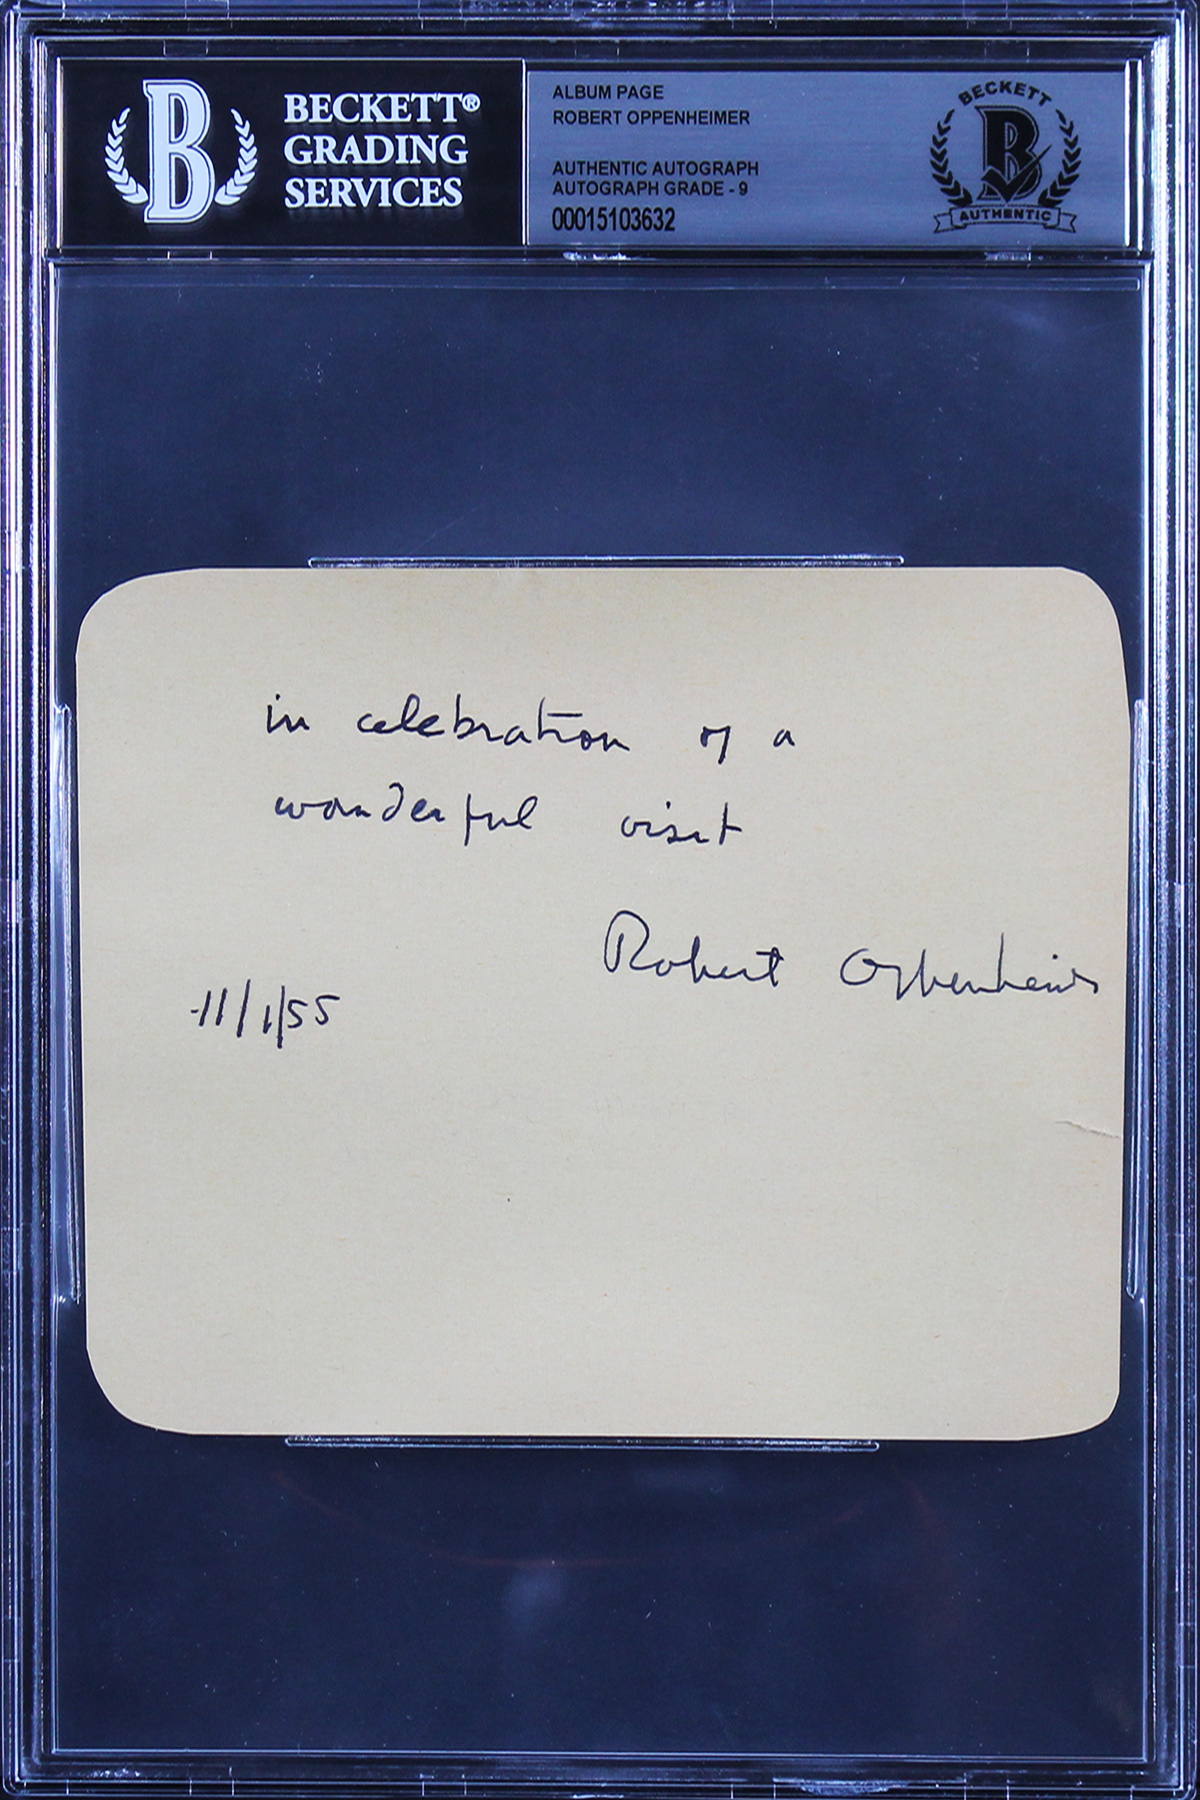 BECKETT®
GRADING
SERVICES
B
ALBUM PAGE
ROBERT OPPENHEIMER
AUTHENTIC AUTOGRAPH
AUTOGRAPH GRADE - 9
00015103632
BECKETT
B
AUTHENTIC
in celebration of a
wonderful visit
Robert Oppenheimer
11/1/55